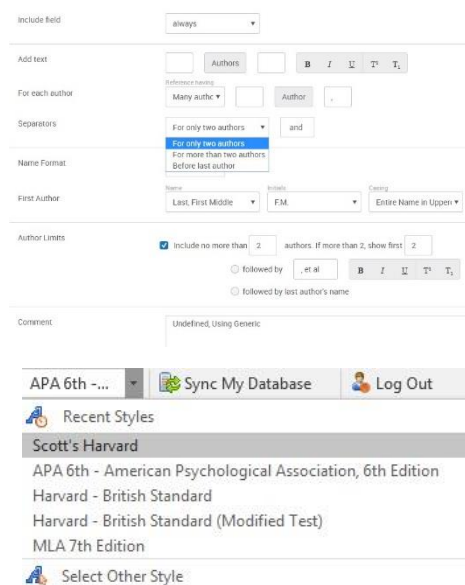 Include field
always
Add text
Authors
B I U T² T₁
Reference having
For each author
Many authc
Author
,
Separators
For only two authors
and
For only two authors
For more than two authors
Before last author
Name Format
Name
Initials
Casing
First Author
Last, First Middle
F.M.
Entire Name in Uppern
Author Limits
Include no more than 2 authors. If more than 2, show first 2
followed by , et al
B I U T² T₁
followed by last author's name
Comment
Undefined, Using Generic
APA 6th -...
Sync My Database
Log Out
Recent Styles
Scott's Harvard
APA 6th - American Psychological Association, 6th Edition
Harvard - British Standard
Harvard - British Standard (Modified Test)
MLA 7th Edition
Select Other Style